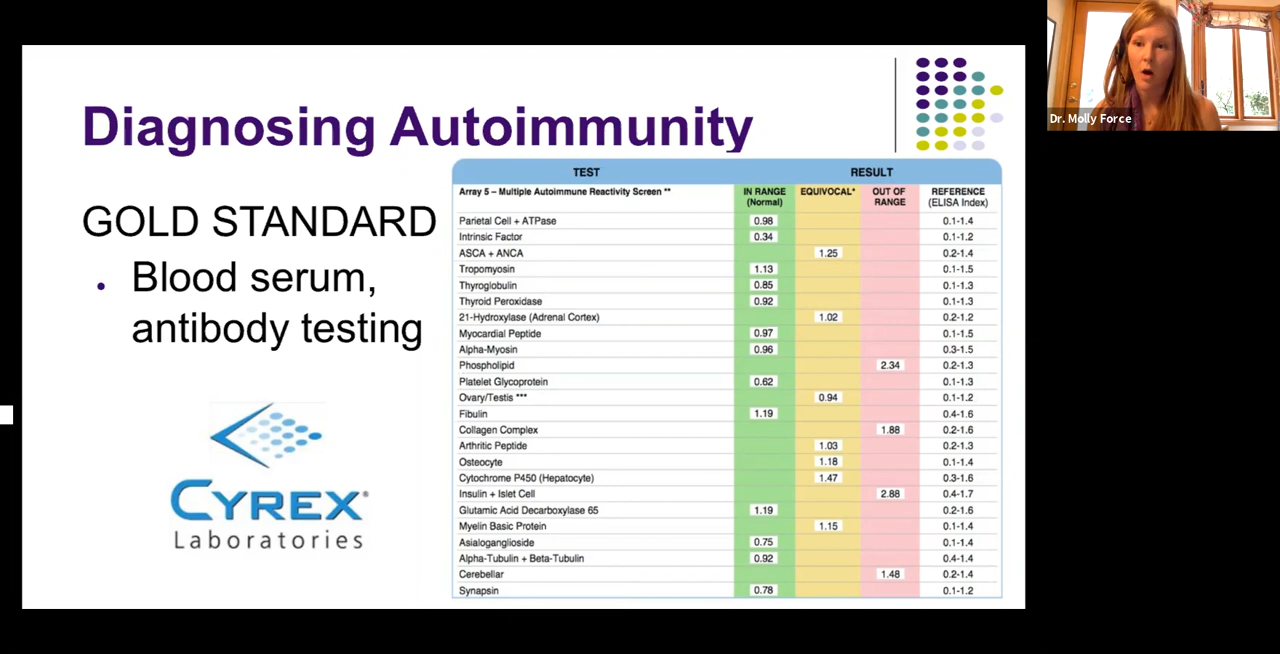 Diagnosing Autoimmunity
GOLD STANDARD
• Blood serum,
antibody testing
CYREX®
Laboratories
TEST RESULT
Array 5 – Multiple Autoimmune Reactivity Screen ** IN RANGE (Normal) EQUIVOCAL* OUT OF RANGE REFERENCE (ELISA Index)
Parietal Cell + ATPase 0.98 0.1-1.4
Intrinsic Factor 0.34 0.1-1.2
ASCA + ANCA 1.25 0.2-1.4
Tropomyosin 1.13 0.1-1.5
Thyroglobulin 0.85 0.1-1.3
Thyroid Peroxidase 0.92 0.1-1.3
21-Hydroxylase (Adrenal Cortex) 1.02 0.2-1.2
Myocardial Peptide 0.97 0.1-1.5
Alpha-Myosin 0.96 0.3-1.5
Phospholipid 2.34 0.2-1.3
Platelet Glycoprotein 0.62 0.1-1.3
Ovary/Testis *** 0.94 0.1-1.2
Fibulin 1.19 0.4-1.6
Collagen Complex 1.88 0.2-1.6
Arthritic Peptide 1.03 0.2-1.3
Osteocyte 1.18 0.1-1.4
Cytochrome P450 (Hepatocyte) 1.47 0.3-1.6
Insulin + Islet Cell 2.88 0.4-1.7
Glutamic Acid Decarboxylase 65 1.19 0.2-1.6
Myelin Basic Protein 1.15 0.1-1.4
Asialoganglioside 0.75 0.1-1.4
Alpha-Tubulin + Beta-Tubulin 0.92 0.4-1.4
Cerebellar 1.48 0.2-1.4
Synapsin 0.78 0.1-1.2
Dr. Molly Force